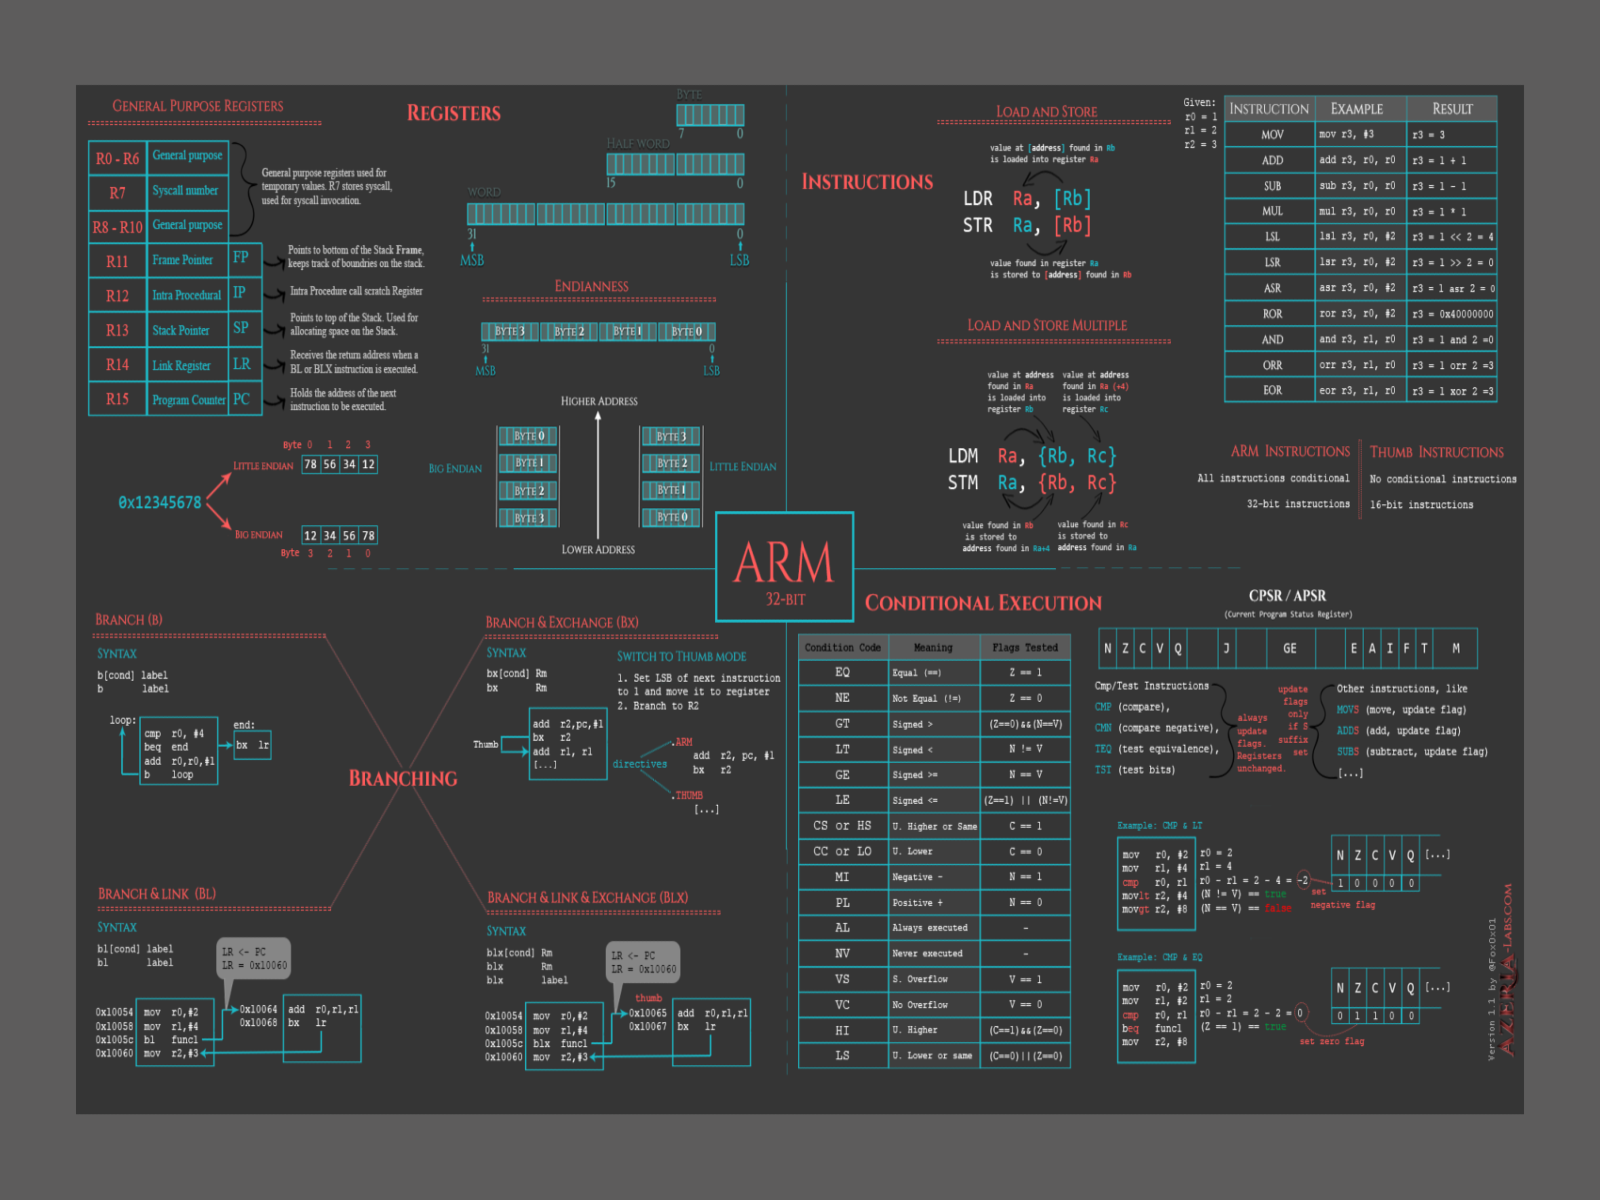 GENERAL PURPOSE REGISTERS
REGISTERS
R0 - R6 General purpose
R7 Syscall number
R8 - R10 General purpose
R11 Frame Pointer FP
R12 Intra Procedural IP
R13 Stack Pointer SP
R14 Link Register LR
R15 Program Counter PC
General purpose registers used for
temporary values. R7 stores syscall,
used for syscall invocation.
Points to bottom of the Stack Frame,
keeps track of boundries on the stack.
Intra Procedure call scratch Register
Points to top of the Stack. Used for
allocating space on the Stack.
Receives the return address when a
BL or BLX instruction is executed.
Holds the address of the next
instruction to be executed.
BYTE
7 0
HALF WORD
15 0
WORD
31 0
MSB LSB
ENDIANNESS
BYTE 3 BYTE 2 BYTE 1 BYTE 0
31 0
MSB LSB
HIGHER ADDRESS
BIG ENDIAN
BYTE 0
BYTE 1
BYTE 2
BYTE 3
BYTE 3
BYTE 2
BYTE 1
BYTE 0
LITTLE ENDIAN
LOWER ADDRESS
0x12345678
Byte 0 1 2 3
LITTLE ENDIAN 78 56 34 12
BIG ENDIAN 12 34 56 78
Byte 3 2 1 0
INSTRUCTIONS
LOAD AND STORE
value at [address] found in Rb
is loaded into register Ra
LDR Ra, [Rb]
STR Ra, [Rb]
value found in register Ra
is stored to [address] found in Rb
LOAD AND STORE MULTIPLE
value at address
found in Ra
is loaded into
register Rb
value at address
found in Ra (+4)
is loaded into
register Rc
LDM Ra, {Rb, Rc}
STM Ra, {Rb, Rc}
value found in Rb
is stored to
address found in Ra+4
value found in Rc
is stored to
address found in Ra
Given:
r0 = 1
r1 = 2
r2 = 3
INSTRUCTION EXAMPLE RESULT
MOV mov r3, #3 r3 = 3
ADD add r3, r0, r0 r3 = 1 + 1
SUB sub r3, r0, r0 r3 = 1 - 1
MUL mul r3, r0, r0 r3 = 1 * 1
LSL lsl r3, r0, #2 r3 = 1 << 2 = 4
LSR lsr r3, r0, #2 r3 = 1 >> 2 = 0
ASR asr r3, r0, #2 r3 = 1 asr 2 = 0
ROR ror r3, r0, #2 r3 = 0x40000000
AND and r3, r1, r0 r3 = 1 and 2 =0
ORR orr r3, r1, r0 r3 = 1 orr 2 =3
EOR eor r3, r1, r0 r3 = 1 xor 2 =3
ARM INSTRUCTIONS
All instructions conditional
32-bit instructions
THUMB INSTRUCTIONS
No conditional instructions
16-bit instructions
ARM
32-BIT
BRANCHING
BRANCH (B)
SYNTAX
b[cond] label
b label
loop:
cmp r0, #4
beq end
add r0,r0,#1
b loop
end:
bx lr
BRANCH & EXCHANGE (BX)
SYNTAX
bx[cond] Rm
bx Rm
Thumb
add r2,pc,#1
bx r2
add r1, r1
[...]
SWITCH TO THUMB MODE
1. Set LSB of next instruction
to 1 and move it to register
2. Branch to R2
directives
.ARM
add r2, pc, #1
bx r2
.THUMB
[...]
BRANCH & LINK (BL)
SYNTAX
bl[cond] label
bl label
LR <- PC
LR = 0x10060
0x10054 mov r0,#2
0x10058 mov r1,#4
0x1005c bl func1
0x10060 mov r2,#3
0x10064 add r0,r1,r1
0x10068 bx lr
BRANCH & LINK & EXCHANGE (BLX)
SYNTAX
blx[cond] Rm
blx Rm
blx label
LR <- PC
LR = 0x10060
thumb
0x10054 mov r0,#2
0x10058 mov r1,#4
0x1005c blx func1
0x10060 mov r2,#3
0x10065 add r0,r1,r1
0x10067 bx lr
CONDITIONAL EXECUTION
Condition Code Meaning Flags Tested
EQ Equal (==) Z == 1
NE Not Equal (!=) Z == 0
GT Signed > (Z==0)&&(N==V)
LT Signed < N != V
GE Signed >= N == V
LE Signed <= (Z==1) || (N!=V)
CS or HS U. Higher or Same C == 1
CC or LO U. Lower C == 0
MI Negative - N == 1
PL Positive + N == 0
AL Always executed -
NV Never executed -
VS S. Overflow V == 1
VC No Overflow V == 0
HI U. Higher (C==1)&&(Z==0)
LS U. Lower or same (C==0)||(Z==0)
CPSR / APSR
(Current Program Status Register)
N Z C V Q J GE E A I F T M
Cmp/Test Instructions
CMP (compare),
CMN (compare negative),
TEQ (test equivalence),
TST (test bits)
always
update
flags.
Registers
unchanged.
update
flags
only
if S
suffix
set
Other instructions, like
MOVS (move, update flag)
ADDS (add, update flag)
SUBS (subtract, update flag)
[...]
Example: CMP & LT
mov r0, #2 r0 = 2
mov r1, #4 r1 = 4
cmp r0, r1 r0 - r1 = 2 - 4 = -2
movlt r2, #4 (N != V) == true
movgt r2, #8 (N == V) == false
set
negative flag
N Z C V Q [...]
1 0 0 0 0
Example: CMP & EQ
mov r0, #2 r0 = 2
mov r1, #2 r1 = 2
cmp r0, r1 r0 - r1 = 2 - 2 = 0
beq func1 (Z == 1) == true
mov r2, #8
set zero flag
N Z C V Q [...]
0 1 1 0 0
Version 1.1 by @Fox0x01
AZERIA-LABS.COM